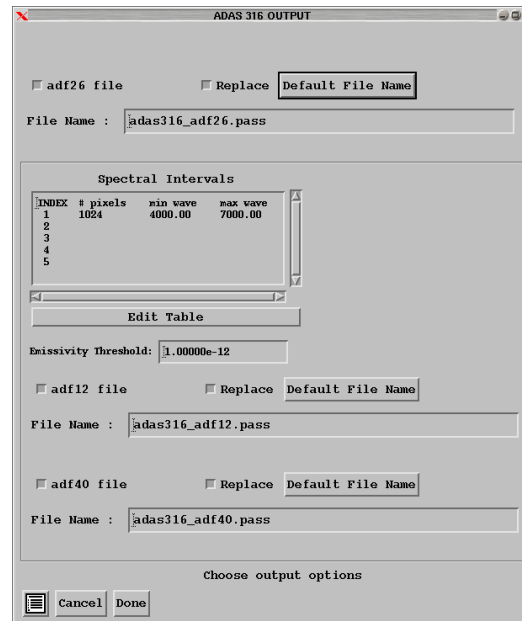 ADAS 316 OUTPUT
adf26 file Replace Default File Name
File Name : adas316_adf26.pass
Spectral Intervals
INDEX # pixels min wave max wave
1 1024 4000.00 7000.00
2
3
4
5
Edit Table
Emissivity Threshold: 1.00000e-12
adf12 file Replace Default File Name
File Name : adas316_adf12.pass
adf40 file Replace Default File Name
File Name : adas316_adf40.pass
Choose output options
Cancel Done